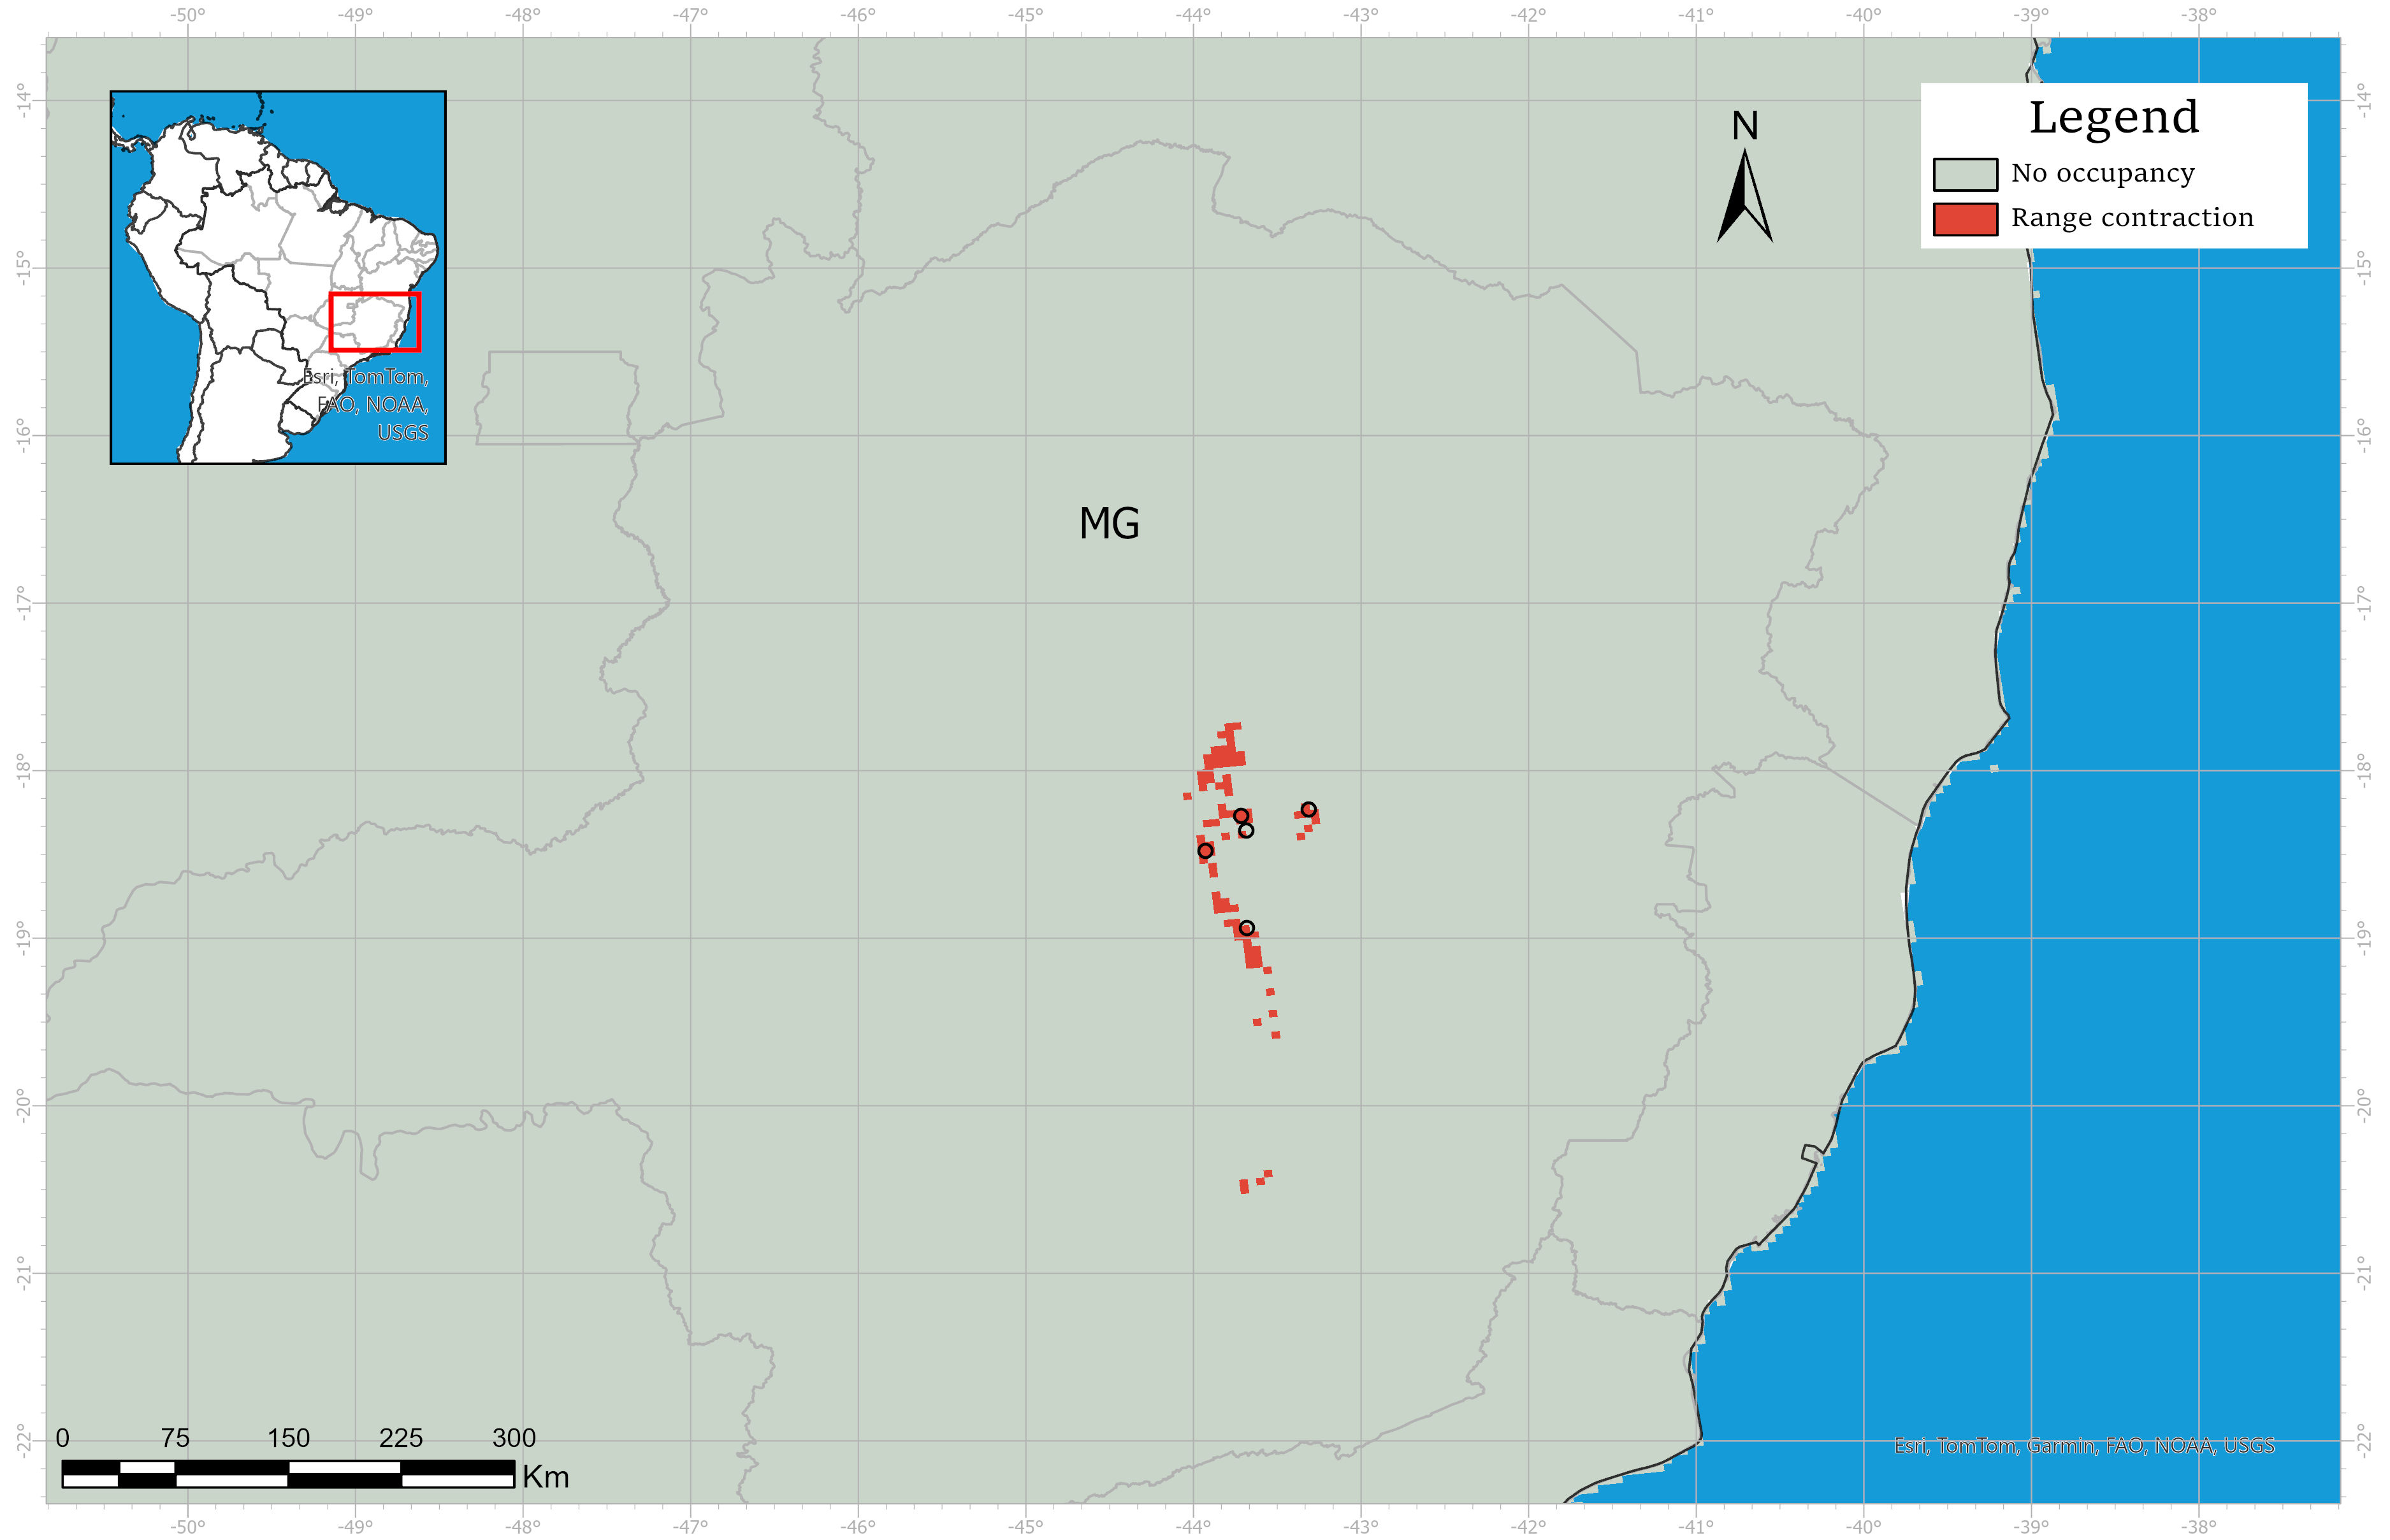 -50° -49° -48° -47° -46° -45° -44° -43° -42° -41° -40° -39° -38°
-14° -14°
-15° -15°
-16° -16°
-17° -17°
-18° -18°
-19° -19°
-20° -20°
-21° -21°
-22° -22°
Esri, TomTom,
FAO, NOAA,
USGS
N
Legend
No occupancy
Range contraction
MG
0 75 150 225 300
Km
Esri, TomTom, Garmin, FAO, NOAA, USGS
-50° -49° -48° -47° -46° -45° -44° -43° -42° -41° -40° -39° -38°